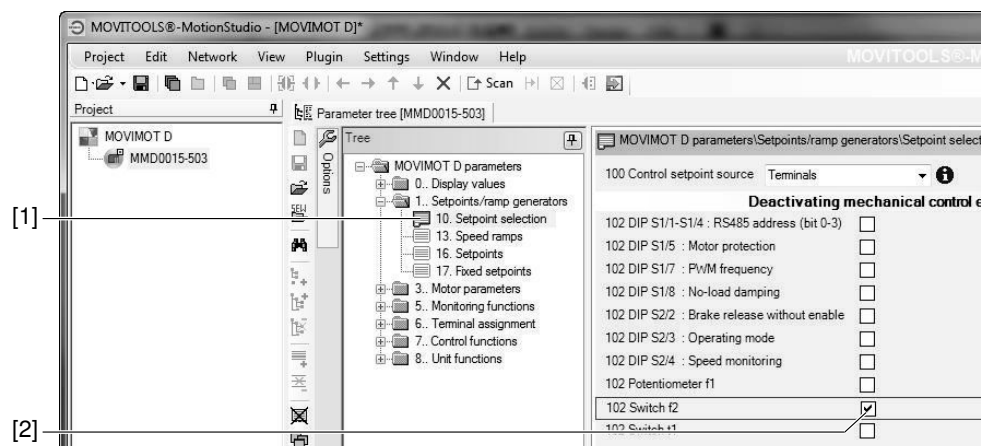 MOVITOOLS®-MotionStudio - [MOVIMOT D]*
Project Edit Network View Plugin Settings Window Help
MOVITOOLS®-M
Scan
Project
MOVIMOT D
MMD0015-503
Parameter tree [MMD0015-503]
Options
Tree
MOVIMOT D parameters
0.. Display values
1.. Setpoints/ramp generators
10. Setpoint selection
13. Speed ramps
16. Setpoints
17. Fixed setpoints
3.. Motor parameters
5.. Monitoring functions
6.. Terminal assignment
7.. Control functions
8.. Unit functions
MOVIMOT D parameters\Setpoints/ramp generators\Setpoint select
100 Control setpoint source Terminals
Deactivating mechanical control e
102 DIP S1/1-S1/4 : RS485 address (bit 0-3)
102 DIP S1/5 : Motor protection
102 DIP S1/7 : PWM frequency
102 DIP S1/8 : No-load damping
102 DIP S2/2 : Brake release without enable
102 DIP S2/3 : Operating mode
102 DIP S2/4 : Speed monitoring
102 Potentiometer f1
102 Switch f2
102 Switch t1
SEW
[1]
[2]